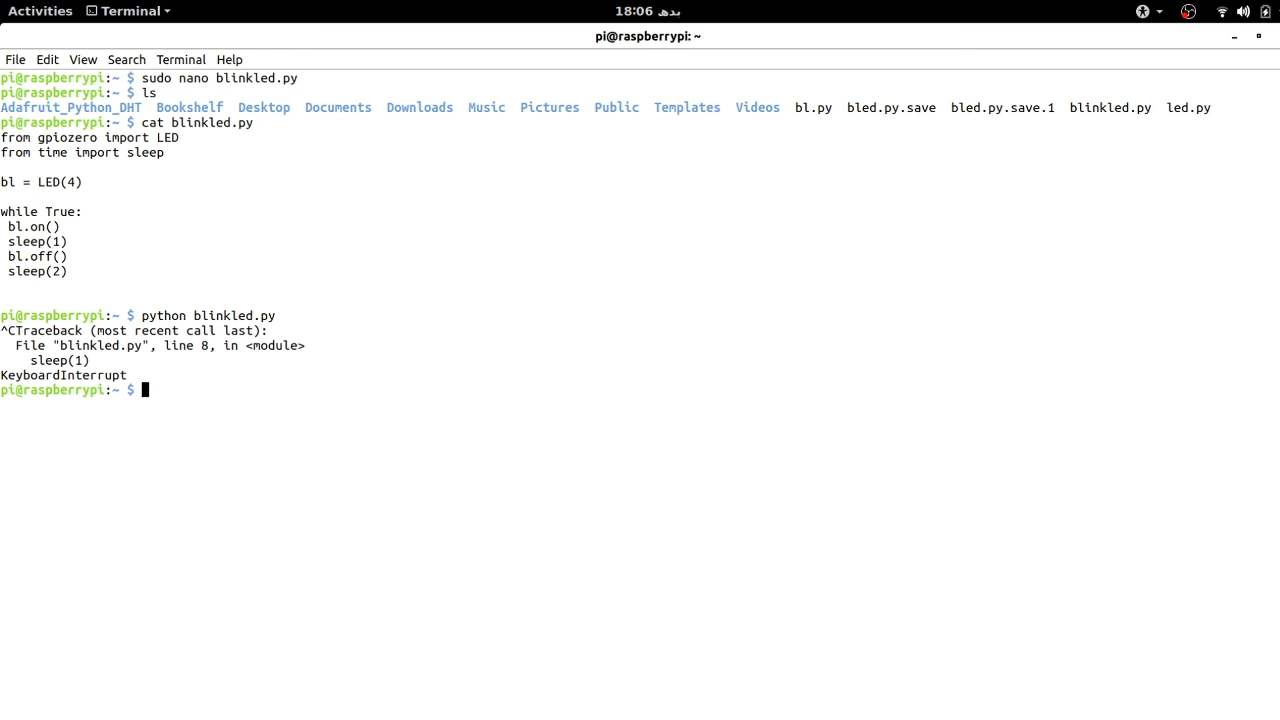 Activities Terminal 18:06 بدھ
pi@raspberrypi: ~
File Edit View Search Terminal Help
pi@raspberrypi:~ $ sudo nano blinkled.py
pi@raspberrypi:~ $ ls
Adafruit_Python_DHT Bookshelf Desktop Documents Downloads Music Pictures Public Templates Videos bl.py bled.py.save bled.py.save.1 blinkled.py led.py
pi@raspberrypi:~ $ cat blinkled.py
from gpiozero import LED
from time import sleep
bl = LED(4)
while True:
 bl.on()
 sleep(1)
 bl.off()
 sleep(2)
pi@raspberrypi:~ $ python blinkled.py
^CTraceback (most recent call last):
  File "blinkled.py", line 8, in <module>
    sleep(1)
KeyboardInterrupt
pi@raspberrypi:~ $